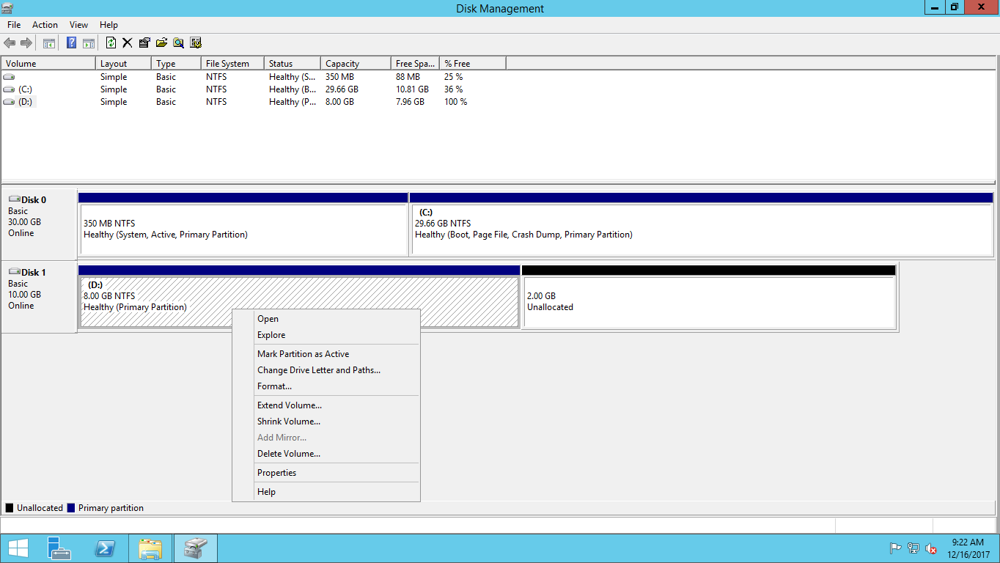 Disk Management
File Action View Help
Volume Layout Type File System Status Capacity Free Spa... % Free
Simple Basic NTFS Healthy (S... 350 MB 88 MB 25 %
(C:) Simple Basic NTFS Healthy (B... 29.66 GB 10.81 GB 36 %
(D:) Simple Basic NTFS Healthy (P... 8.00 GB 7.96 GB 100 %
Disk 0
Basic
30.00 GB
Online
350 MB NTFS
Healthy (System, Active, Primary Partition)
(C:)
29.66 GB NTFS
Healthy (Boot, Page File, Crash Dump, Primary Partition)
Disk 1
Basic
10.00 GB
Online
(D:)
8.00 GB NTFS
Healthy (Primary Partition)
2.00 GB
Unallocated
Open
Explore
Mark Partition as Active
Change Drive Letter and Paths...
Format...
Extend Volume...
Shrink Volume...
Add Mirror...
Delete Volume...
Properties
Help
Unallocated Primary partition
9:22 AM
12/16/2017